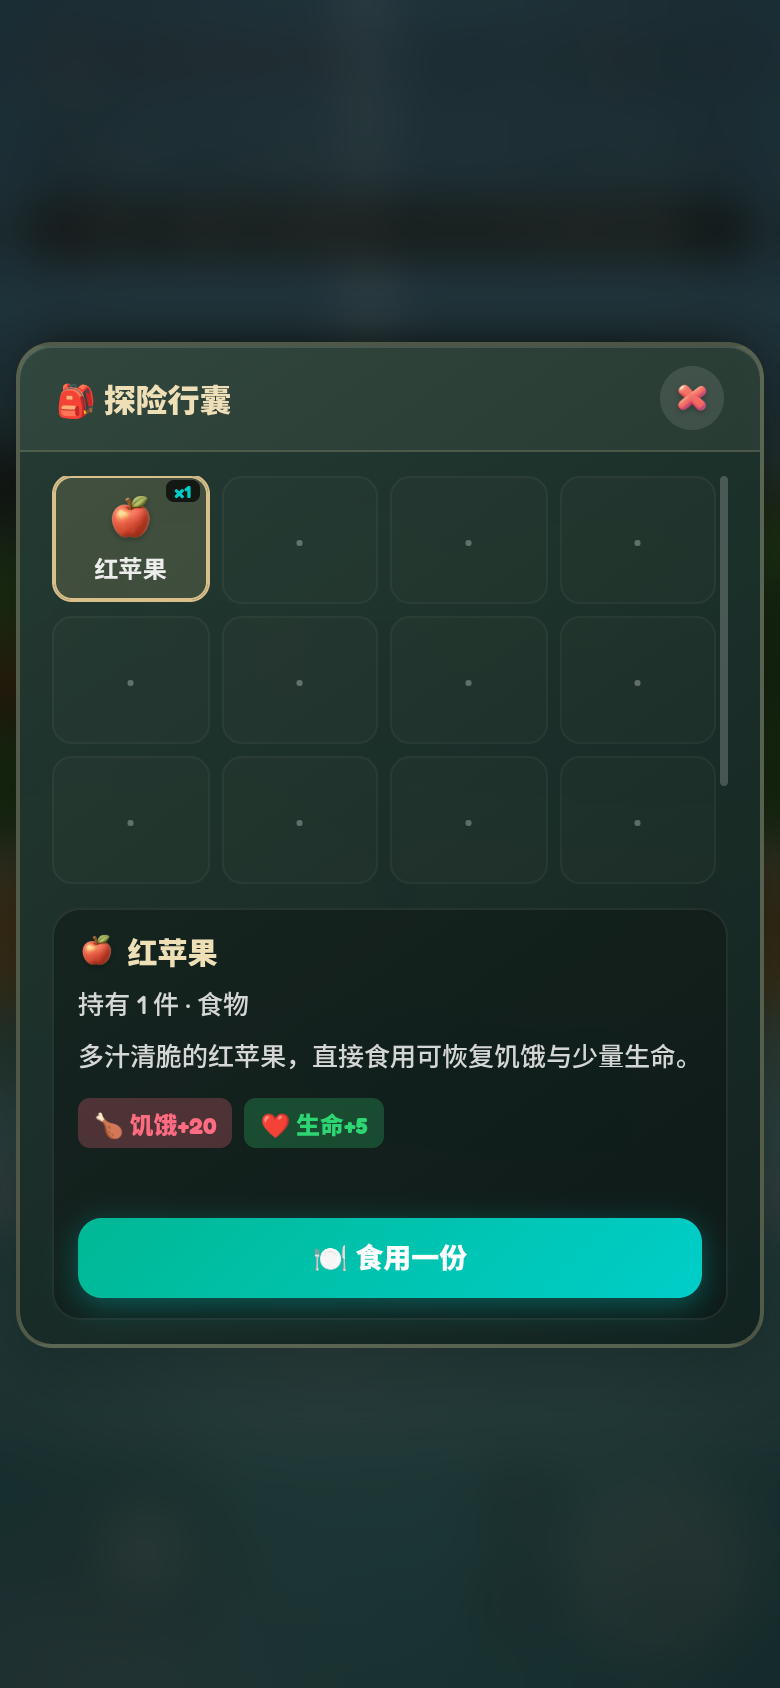 探险行囊
x1
红苹果
红苹果
持有 1 件 · 食物
多汁清脆的红苹果，直接食用可恢复饥饿与少量生命。
饥饿+20
生命+5
食用一份